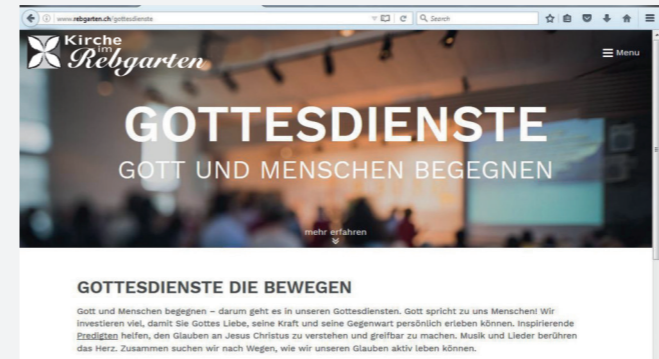 www.rebgarten.ch/gottesdienste
Search
Kirche
im
Rebgarten
Menu
GOTTESDIENSTE
GOTT UND MENSCHEN BEGEGNEN
mehr erfahren
GOTTESDIENSTE DIE BEWEGEN
Gott und Menschen begegnen – darum geht es in unseren Gottesdiensten. Gott spricht zu uns Menschen! Wir
investieren viel, damit Sie Gottes Liebe, seine Kraft und seine Gegenwart persönlich erleben können. Inspirierende
Predigten helfen, den Glauben an Jesus Christus zu verstehen und greifbar zu machen. Musik und Lieder berühren
das Herz. Zusammen suchen wir nach Wegen, wie wir unseren Glauben aktiv leben können.